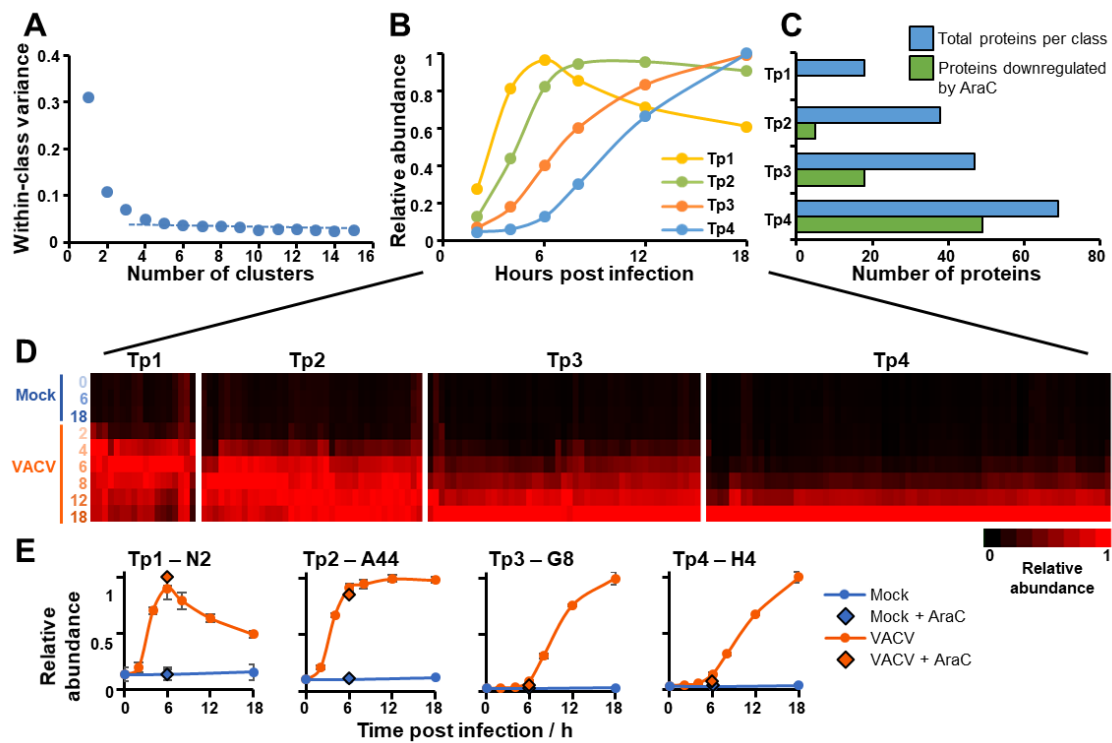 A
Within-class variance
0.4
0.3
0.2
0.1
0
0 2 4 6 8 10 12 14 16
Number of clusters
B
Relative abundance
1
0.8
0.6
0.4
0.2
0
0 6 12 18
Hours post infection
Tp1
Tp2
Tp3
Tp4
C
Total proteins per class
Proteins downregulated
by AraC
Tp1
Tp2
Tp3
Tp4
0 20 40 60 80
Number of proteins
D
Tp1 Tp2 Tp3 Tp4
Mock
0
6
18
VACV
2
4
6
8
12
18
0 1
Relative
abundance
E
Tp1 – N2 Tp2 – A44 Tp3 – G8 Tp4 – H4
Relative
abundance
1
0.5
0
0 6 12 18 0 6 12 18 0 6 12 18 0 6 12 18
Time post infection / h
Mock
Mock + AraC
VACV
VACV + AraC